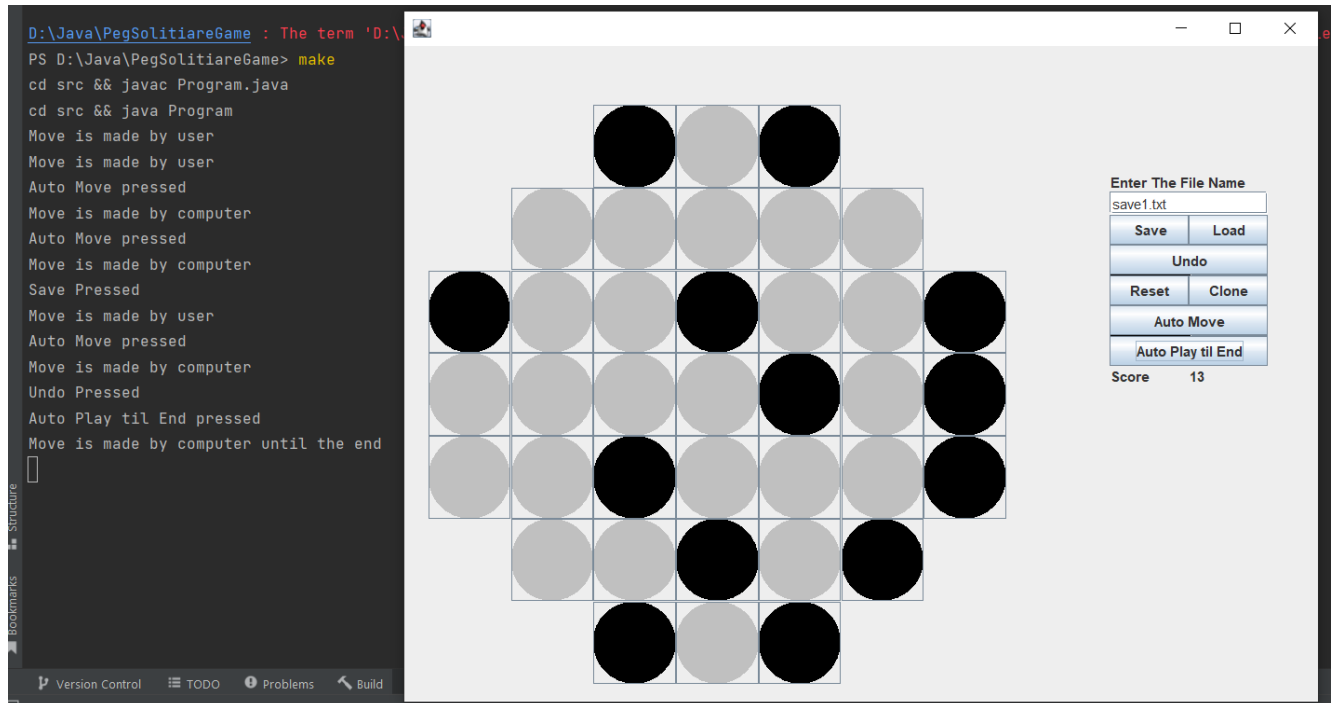 D:\Java\PegSolitiareGame : The term 'D:\
PS D:\Java\PegSolitiareGame> make
cd src && javac Program.java
cd src && java Program
Move is made by user
Move is made by user
Auto Move pressed
Move is made by computer
Auto Move pressed
Move is made by computer
Save Pressed
Move is made by user
Auto Move pressed
Move is made by computer
Undo Pressed
Auto Play til End pressed
Move is made by computer until the end
Structure
Bookmarks
Version Control TODO Problems Build
Enter The File Name
save1.txt
Save Load
Undo
Reset Clone
Auto Move
Auto Play til End
Score 13